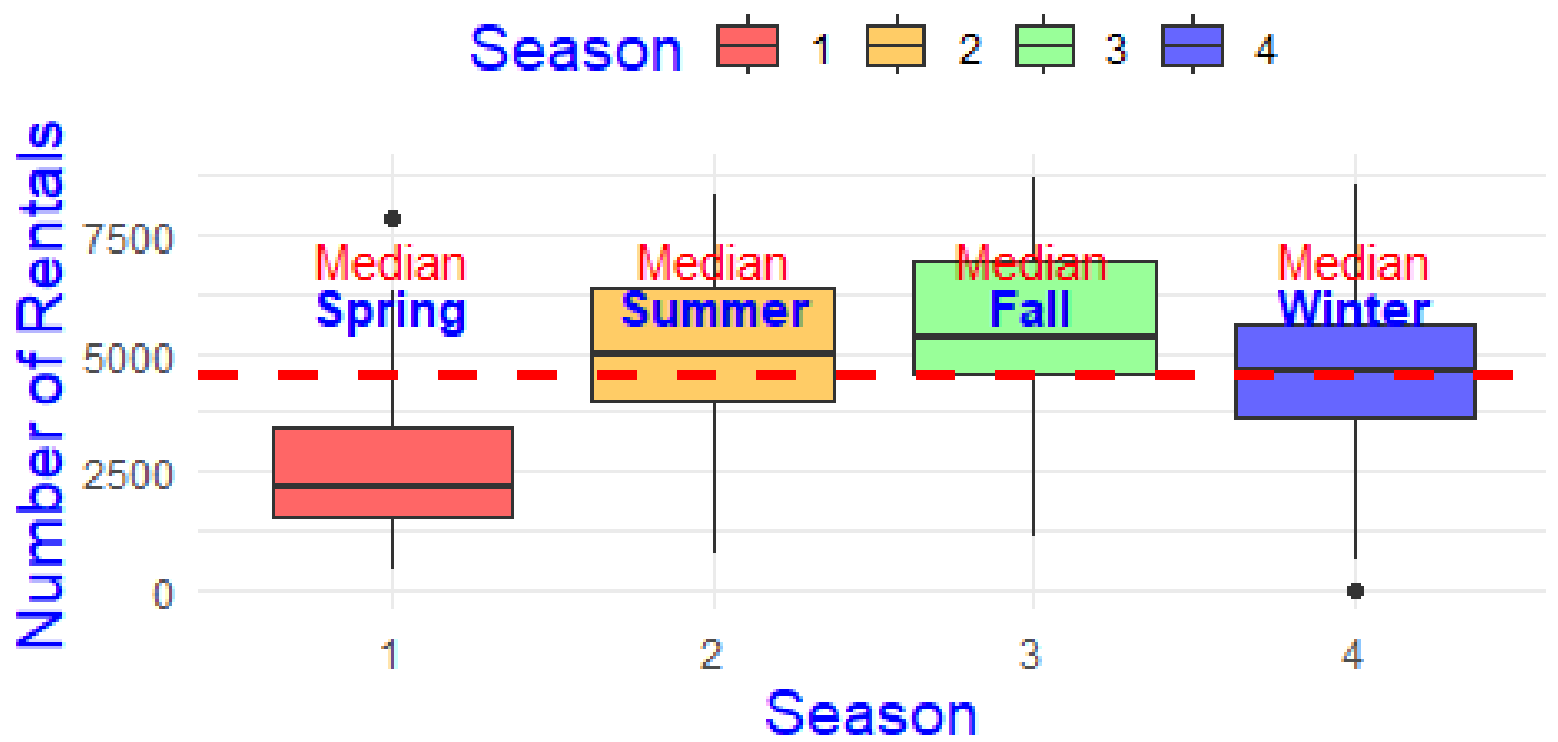 Season 1 2 3 4
Number of Rentals
7500
5000
2500
0
Median Median Median Median
Spring Summer Fall Winter
1 2 3 4
Season